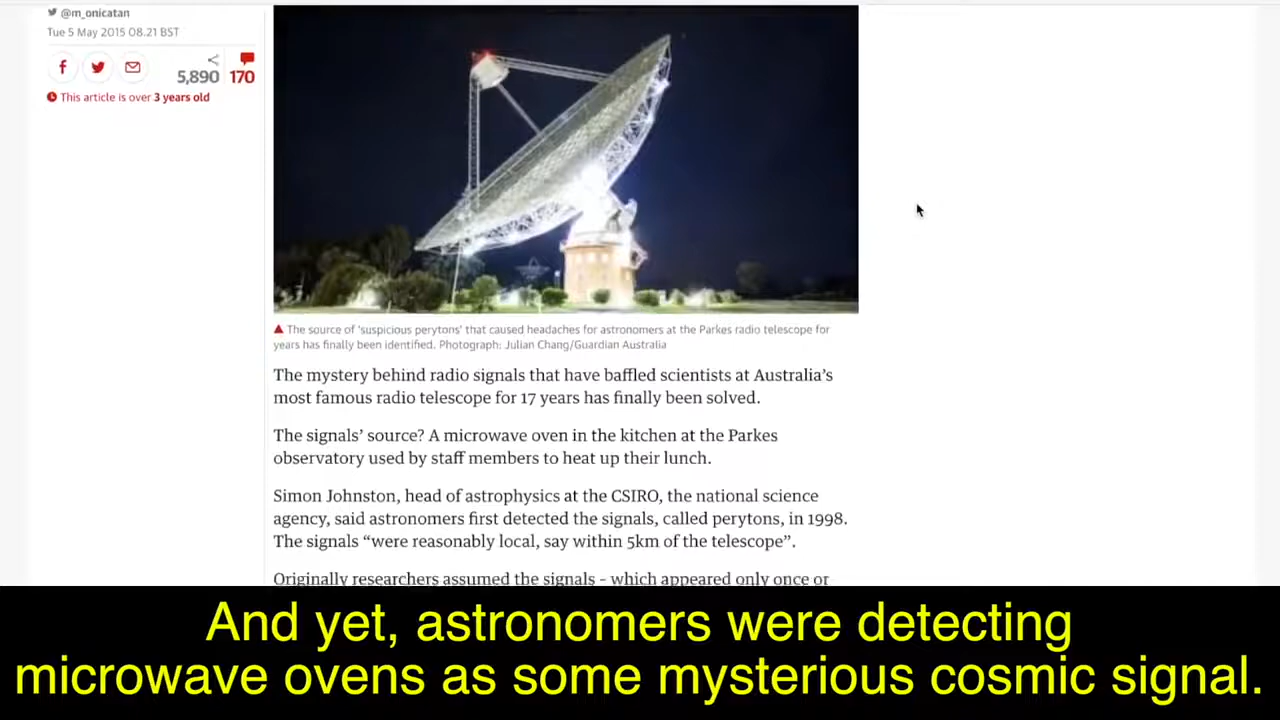 @m_onicatan
Tue 5 May 2015 08.21 BST
5,890 170
This article is over 3 years old
The source of 'suspicious perytons' that caused headaches for astronomers at the Parkes radio telescope for
years has finally been identified. Photograph: Julian Chang/Guardian Australia
The mystery behind radio signals that have baffled scientists at Australia’s
most famous radio telescope for 17 years has finally been solved.
The signals’ source? A microwave oven in the kitchen at the Parkes
observatory used by staff members to heat up their lunch.
Simon Johnston, head of astrophysics at the CSIRO, the national science
agency, said astronomers first detected the signals, called perytons, in 1998.
The signals “were reasonably local, say within 5km of the telescope”.
Originally researchers assumed the signals – which appeared only once or
And yet, astronomers were detecting
microwave ovens as some mysterious cosmic signal.